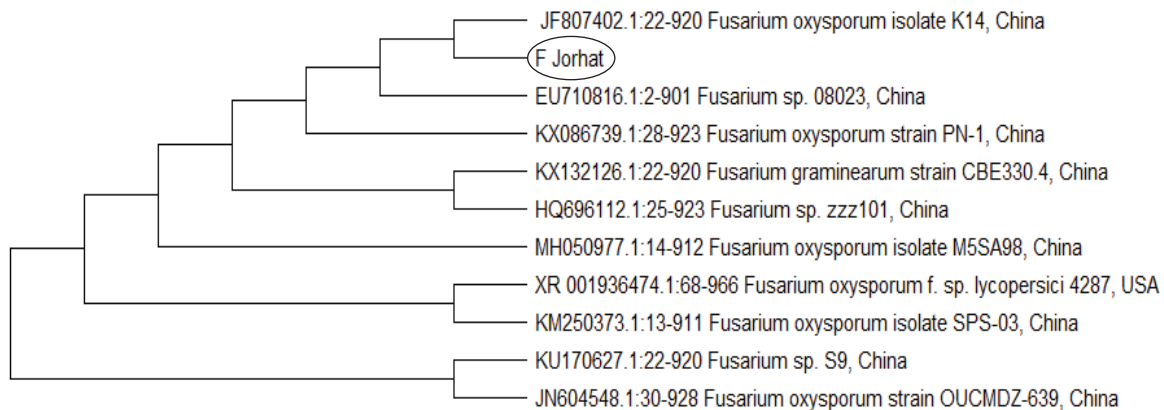 JF807402.1:22-920 Fusarium oxysporum isolate K14, China
F Jorhat
EU710816.1:2-901 Fusarium sp. 08023, China
KX086739.1:28-923 Fusarium oxysporum strain PN-1, China
KX132126.1:22-920 Fusarium graminearum strain CBE330.4, China
HQ696112.1:25-923 Fusarium sp. zzz101, China
MH050977.1:14-912 Fusarium oxysporum isolate M5SA98, China
XR 001936474.1:68-966 Fusarium oxysporum f. sp. lycopersici 4287, USA
KM250373.1:13-911 Fusarium oxysporum isolate SPS-03, China
KU170627.1:22-920 Fusarium sp. S9, China
JN604548.1:30-928 Fusarium oxysporum strain OUCMDZ-639, China